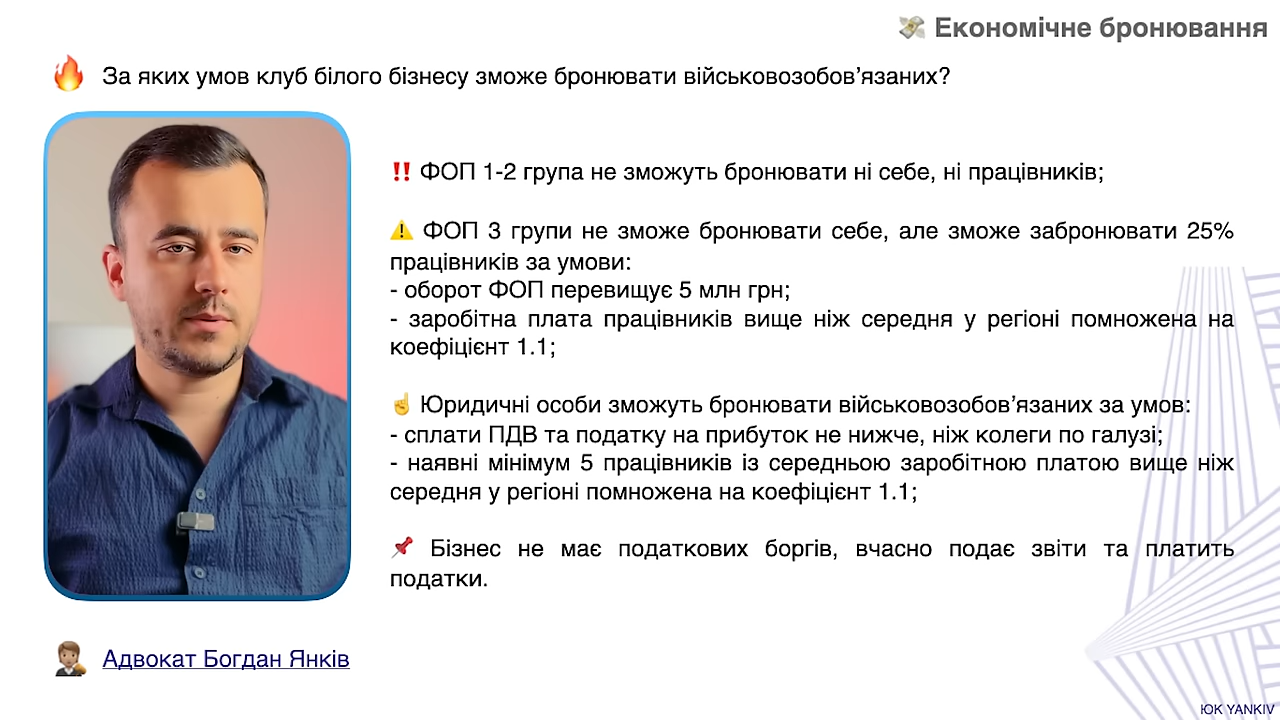 💸 Економічне бронювання
🔥 За яких умов клуб білого бізнесу зможе бронювати військовозобов’язаних?
‼️ ФОП 1-2 група не зможуть бронювати ні себе, ні працівників;
⚠️ ФОП 3 групи не зможе бронювати себе, але зможе забронювати 25%
працівників за умови:
- оборот ФОП перевищує 5 млн грн;
- заробітна плата працівників вище ніж середня у регіоні помножена на
коефіцієнт 1.1;
☝️ Юридичні особи зможуть бронювати військовозобов’язаних за умов:
- сплати ПДВ та податку на прибуток не нижче, ніж колеги по галузі;
- наявні мінімум 5 працівників із середньою заробітною платою вище ніж
середня у регіоні помножена на коефіцієнт 1.1;
📌 Бізнес не має податкових боргів, вчасно подає звіти та платить
податки.
Адвокат Богдан Янків
ЮК YANKIV